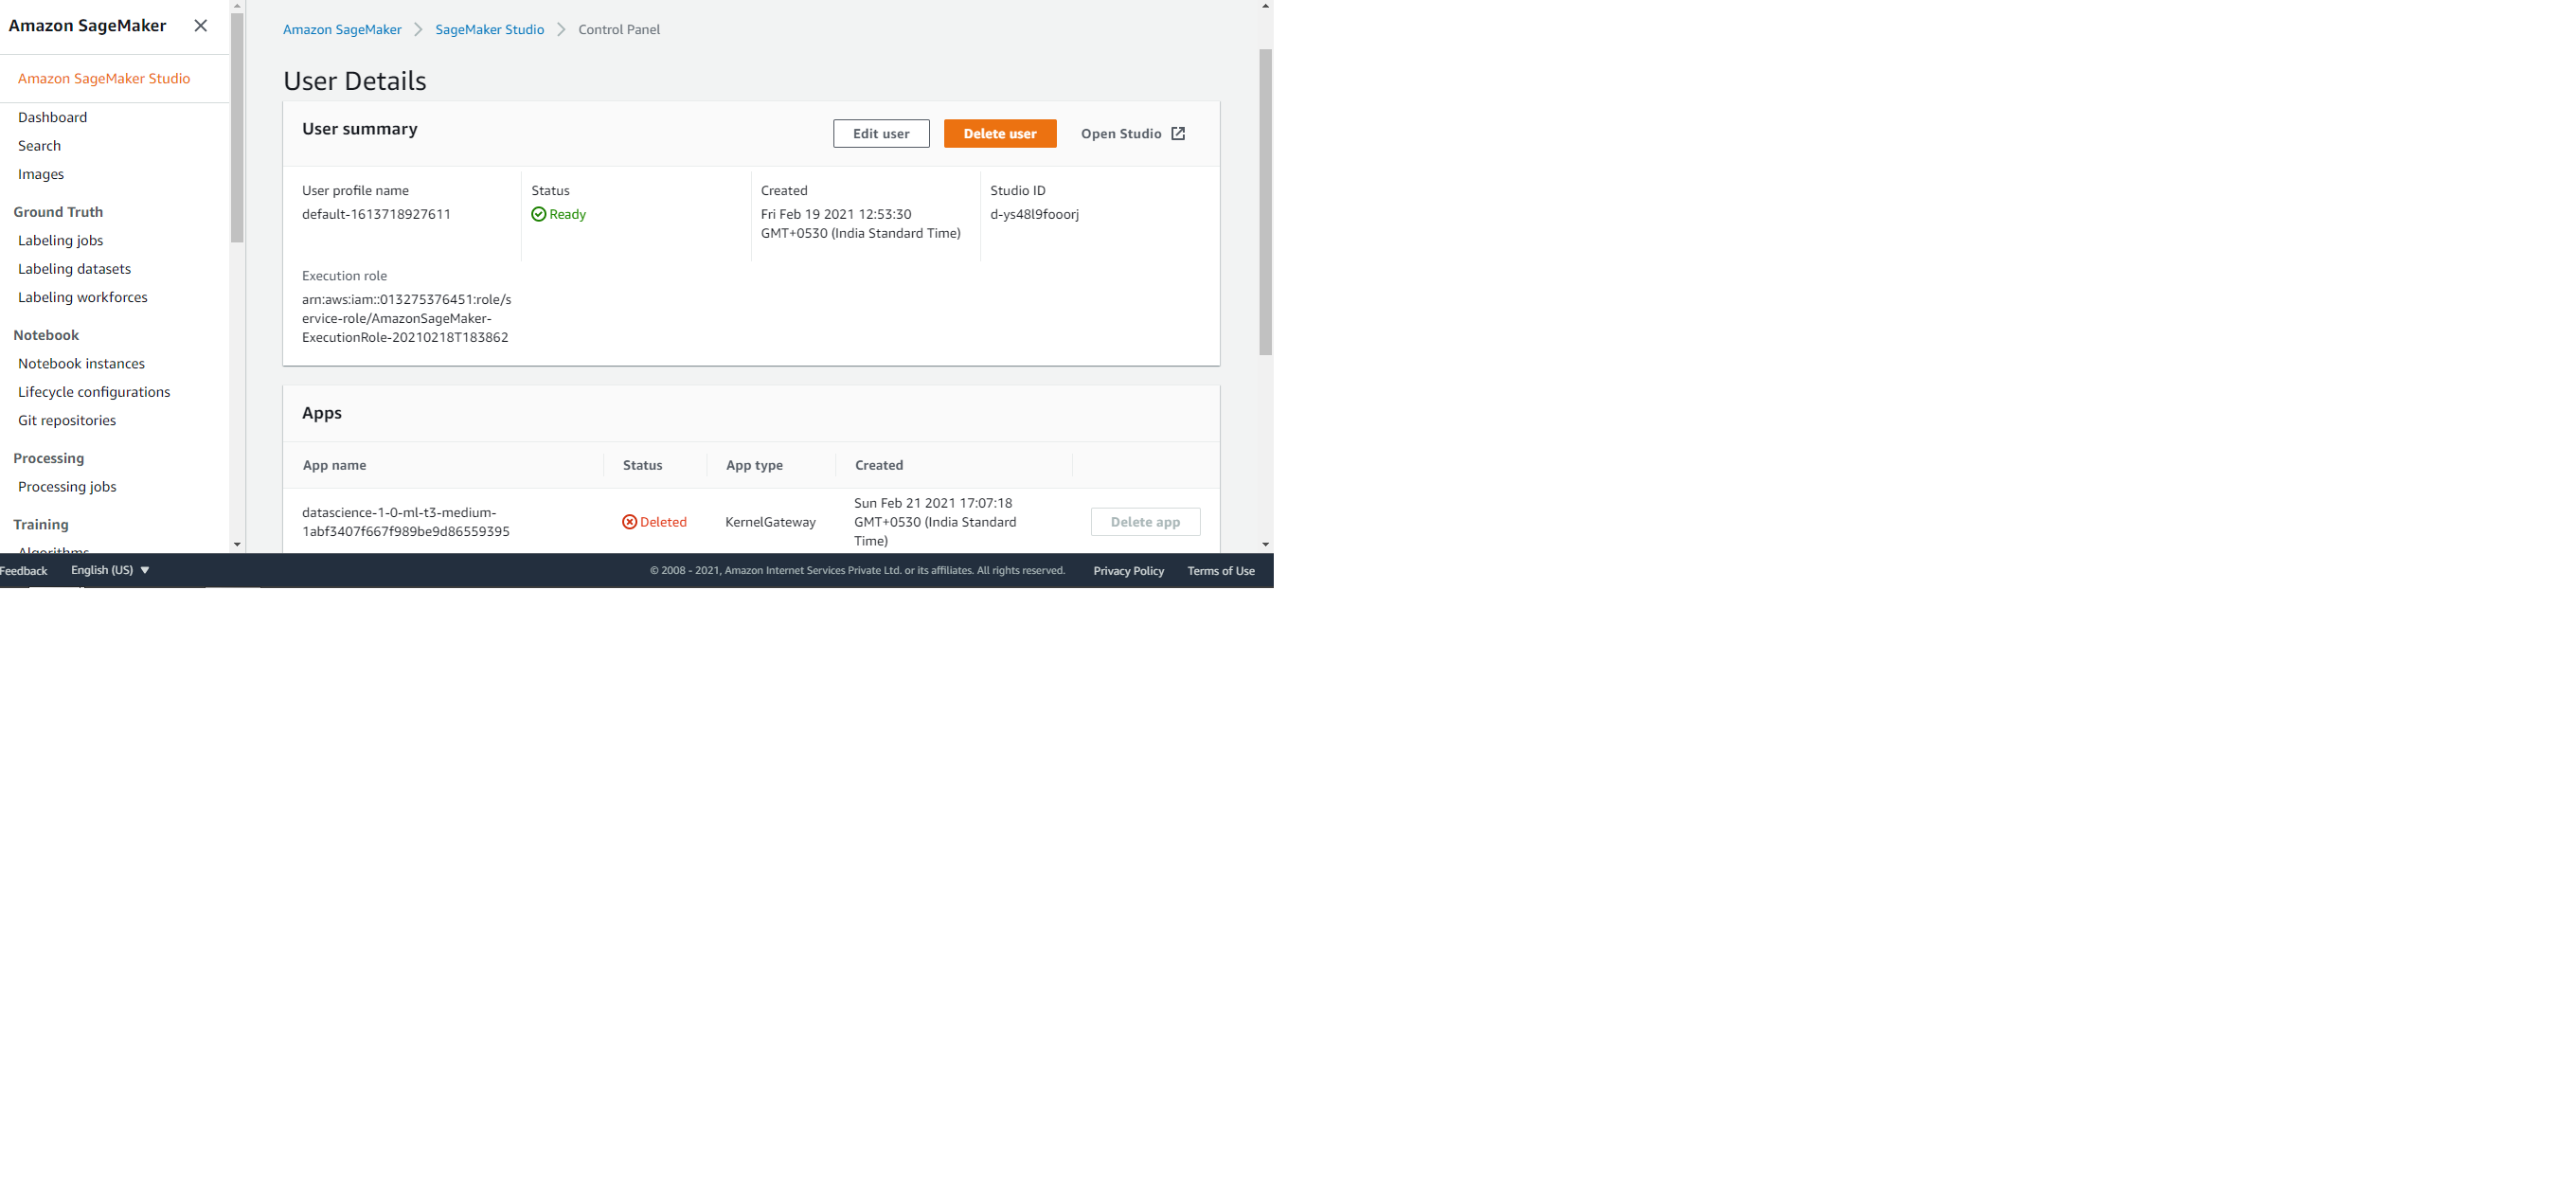 Amazon SageMaker
Amazon SageMaker Studio
Dashboard
Search
Images
Ground Truth
Labeling jobs
Labeling datasets
Labeling workforces
Notebook
Notebook instances
Lifecycle configurations
Git repositories
Processing
Processing jobs
Training
Algorithms
Amazon SageMaker > SageMaker Studio > Control Panel
User Details
User summary
Edit user
Delete user
Open Studio
User profile name
default-1613718927611
Status
Ready
Created
Fri Feb 19 2021 12:53:30
GMT+0530 (India Standard Time)
Studio ID
d-ys48l9fooorj
Execution role
arn:aws:iam::013275376451:role/s
ervice-role/AmazonSageMaker-
ExecutionRole-20210218T183862
Apps
App name Status App type Created
datascience-1-0-ml-t3-medium-
1abf3407f667f989be9d86559395
Deleted
KernelGateway
Sun Feb 21 2021 17:07:18
GMT+0530 (India Standard
Time)
Delete app
Feedback English (US) © 2008 - 2021, Amazon Internet Services Private Ltd. or its affiliates. All rights reserved. Privacy Policy Terms of Use